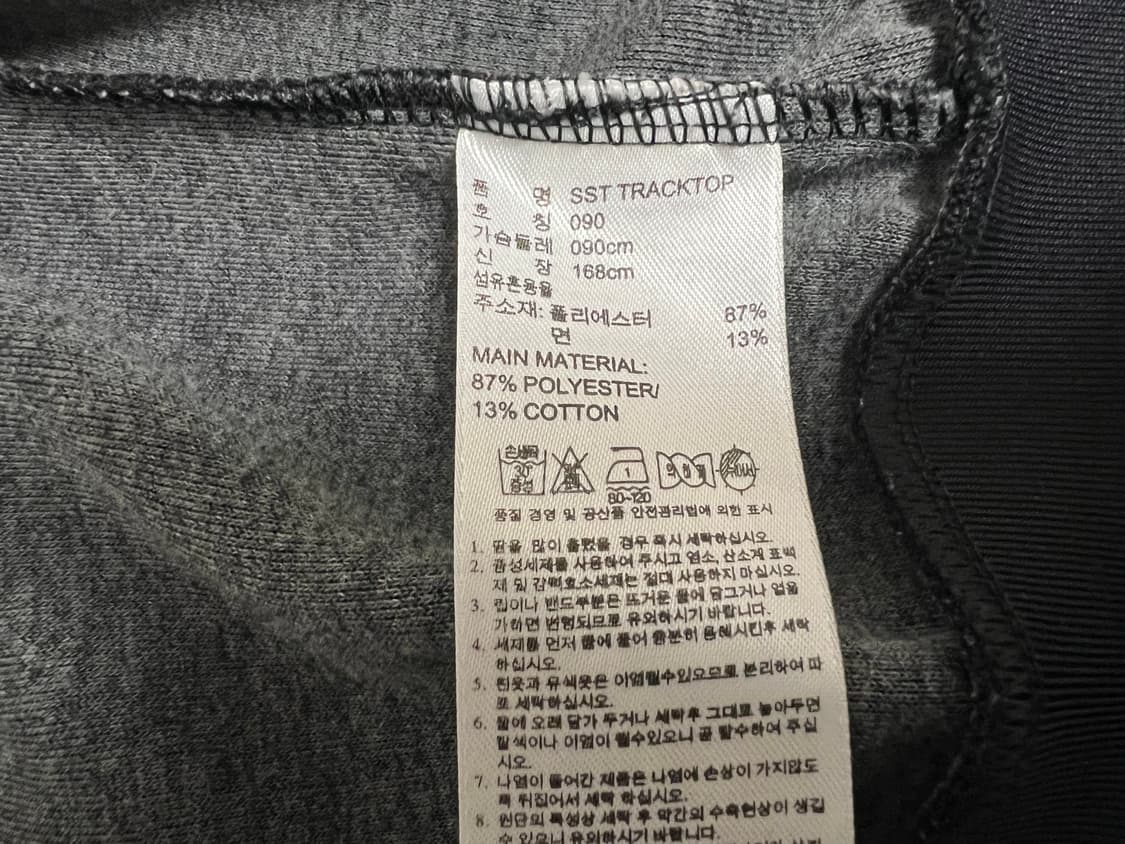 품 명 SST TRACKTOP
호 칭 090
가슴둘레 090cm
신 장 168cm
섬유혼용율
주소재: 폴리에스터 87%
면 13%
MAIN MATERIAL:
87% POLYESTER/
13% COTTON
손세탁
30°
중성
1
80~120
품질 경영 및 공산품 안전관리법에 의한 표시
1. 땀을 많이 흘렸을 경우 즉시 세탁하십시오.
2. 중성세제를 사용하여 주시고 염소, 산소계 표백
제 및 감력효소세제는 절대 사용하지 마십시오.
3. 립이나 밴드부분은 뜨거운 물에 담그거나 열을
가하면 변형되므로 유의하시기 바랍니다.
4. 세제를 먼저 물에 풀어 충분히 용해시킨후 세탁
하십시오.
5. 흰옷과 유색옷은 이염될수있으므로 분리하여 따
로 세탁하십시오.
6. 물에 오래 담가 두거나 세탁후 그대로 놓아두면
탈색이나 이염이 될수있으니 곧 탈수하여 주십
시오.
7. 나염이 들어간 제품은 나염에 손상이 가지않도
록 뒤집어서 세탁 하십시오.
8. 원단의 특성상 세탁 후 약간의 수축현상이 생길
수 있으니 유의하시기 바랍니다.